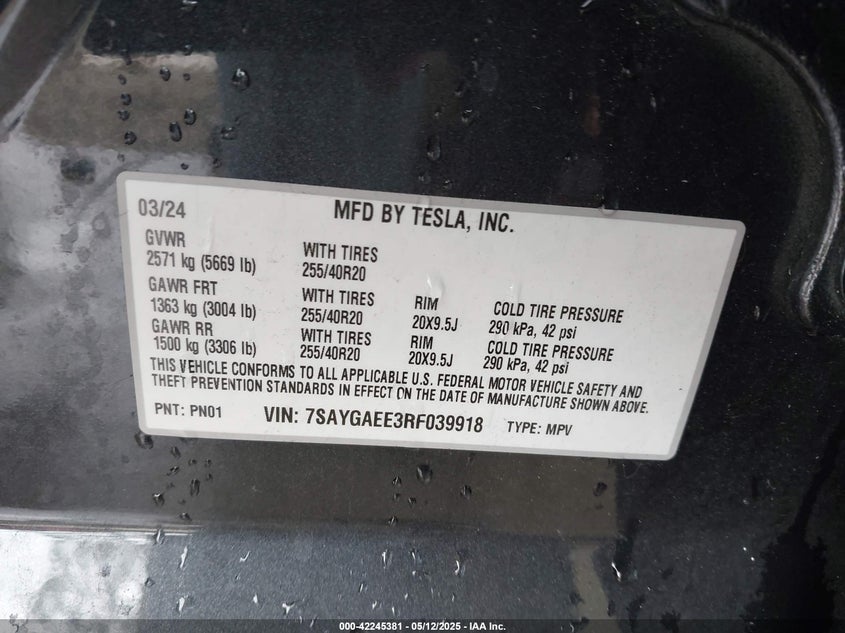 03/24 MFD BY TESLA, INC.
GVWR
2571 kg (5669 lb) WITH TIRES 255/40R20
GAWR FRT
1363 kg (3004 lb) WITH TIRES 255/40R20 RIM 20X9.5J COLD TIRE PRESSURE 290 kPa, 42 psi
GAWR RR
1500 kg (3306 lb) WITH TIRES 255/40R20 RIM 20X9.5J COLD TIRE PRESSURE 290 kPa, 42 psi
THIS VEHICLE CONFORMS TO ALL APPLICABLE U.S. FEDERAL MOTOR VEHICLE SAFETY AND
THEFT PREVENTION STANDARDS IN EFFECT ON THE DATE OF MANUFACTURE SHOWN ABOVE.
PNT: PN01 VIN: 7SAYGAEE3RF039918 TYPE: MPV
000-42245381 - 05/12/2025 - IAA Inc.